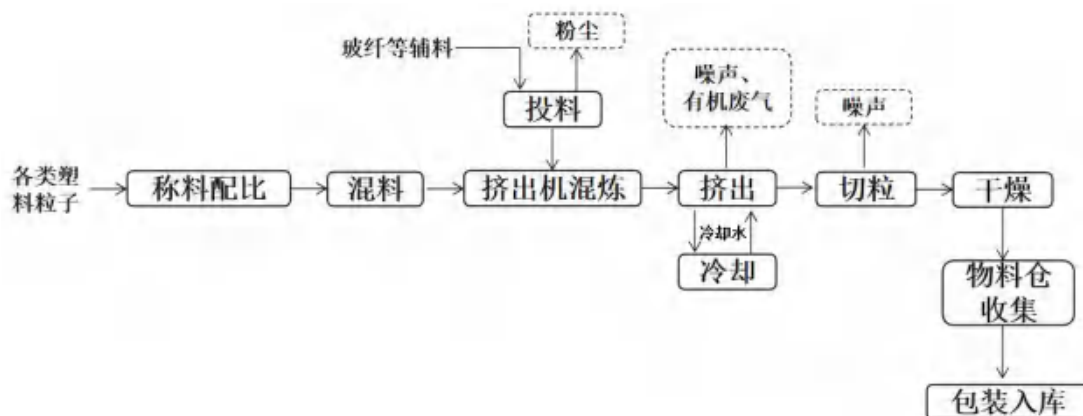 玻纤等辅料
粉尘
噪声、
有机废气
噪声
投料
各类塑
料粒子
称料配比
混料
挤出机混炼
挤出
切粒
干燥
冷却水
冷却
物料仓
收集
包装入库